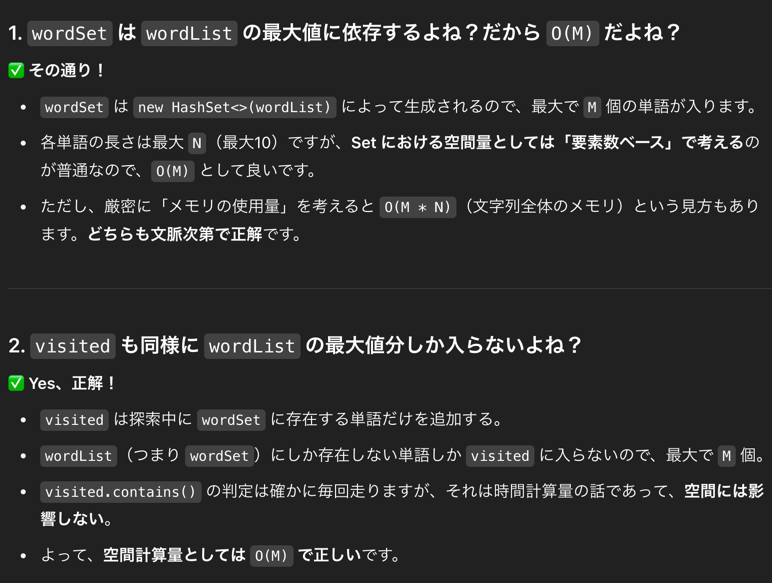 1. wordSet は wordList の最大値に依存するよね？だから O(M) だよね？
✅ その通り！
• wordSet は new HashSet<>(wordList) によって生成されるので、最大で M 個の単語が入ります。
• 各単語の長さは最大 N（最大10）ですが、Set における空間量としては「要素数ベース」で考えるの
が普通なので、O(M) として良いです。
• ただし、厳密に「メモリの使用量」を考えると O(M * N)（文字列全体のメモリ）という見方もあり
ます。どちらも文脈次第で正解です。
2. visited も同様に wordList の最大値分しか入らないよね？
✅ Yes、正解！
• visited は探索中に wordSet に存在する単語だけを追加する。
• wordList（つまり wordSet）にしか存在しない単語しか visited に入らないので、最大で M 個。
• visited.contains() の判定は確かに毎回走りますが、それは時間計算量の話であって、空間には影
響しない。
• よって、空間計算量としては O(M) で正しいです。